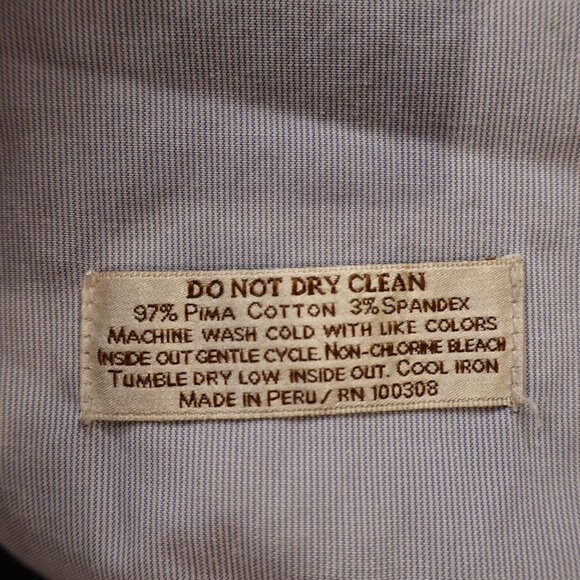 DO NOT DRY CLEAN
97% PIMA COTTON 3% SPANDEX
MACHINE WASH COLD WITH LIKE COLORS
INSIDE OUT GENTLE CYCLE. NON-CHLORINE BLEACH
TUMBLE DRY LOW INSIDE OUT. COOL IRON
MADE IN PERU / RN 100308